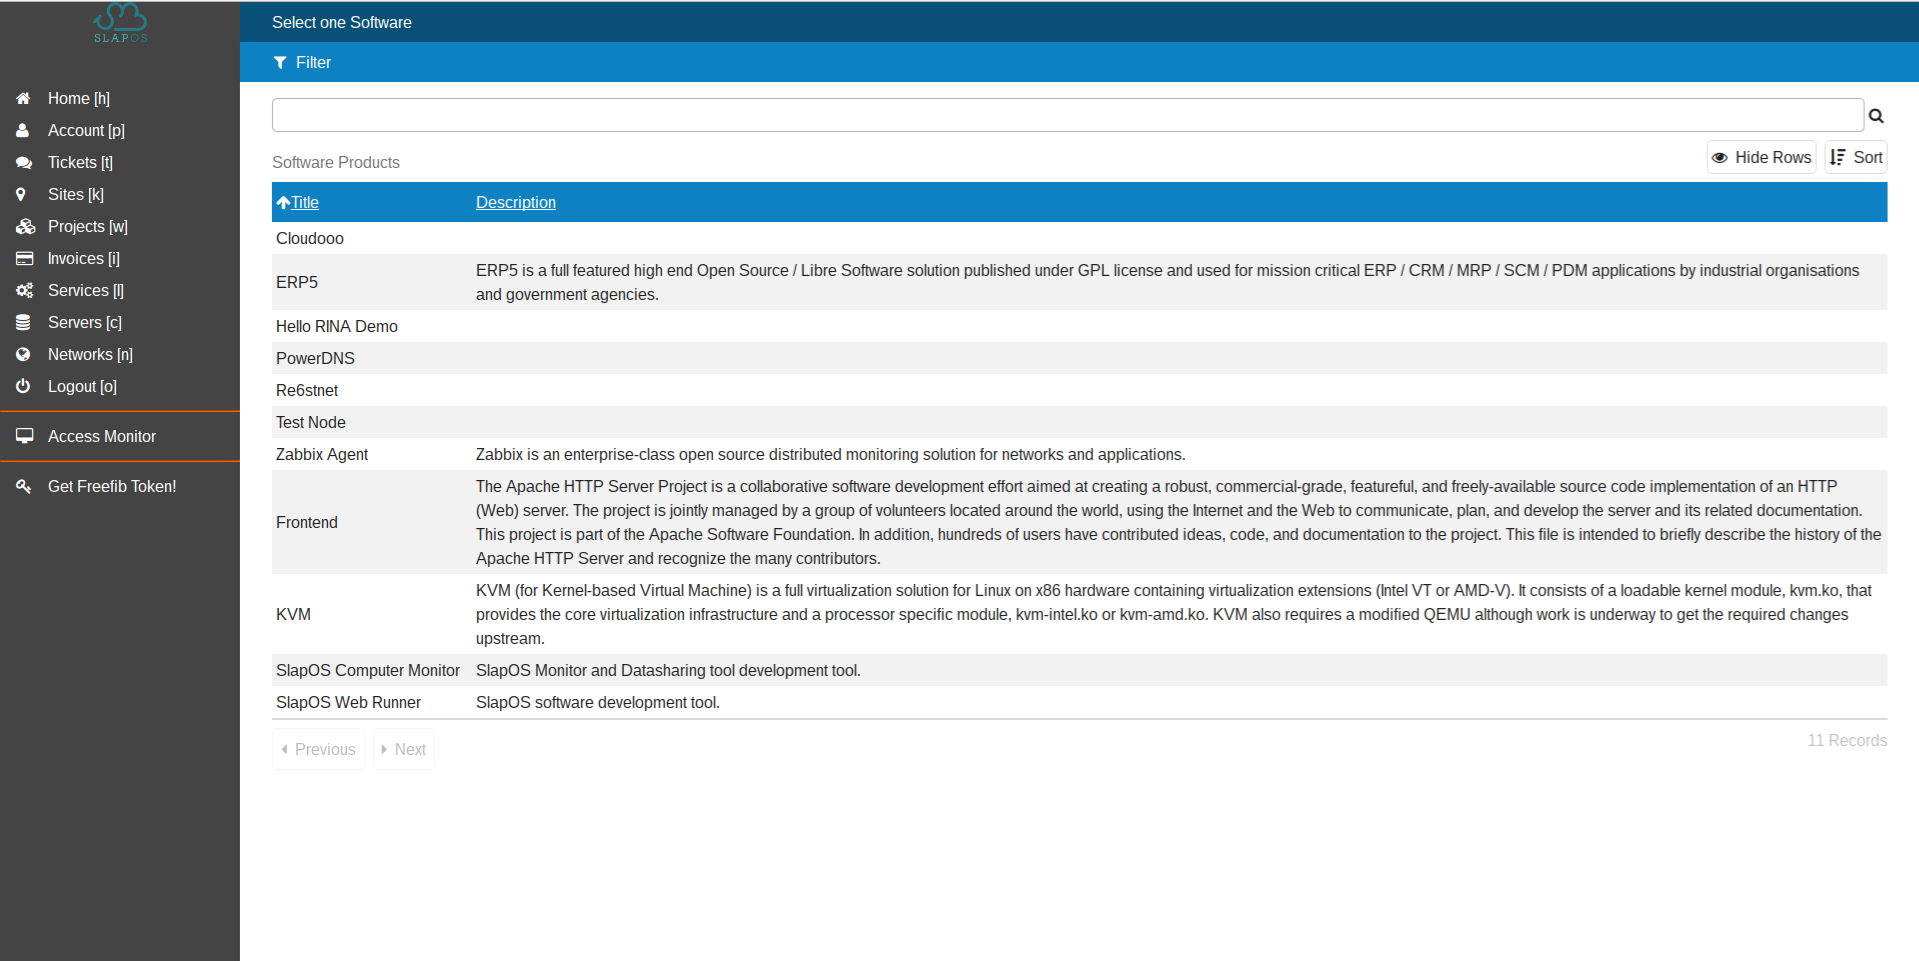 SLAPOS
Select one Software
Filter
Home [h]
Account [p]
Tickets [t]
Sites [k]
Projects [w]
Invoices [i]
Services [l]
Servers [c]
Networks [n]
Logout [o]
Access Monitor
Get Freefib Token!
Software Products
Hide Rows
Sort
Title
Description
Cloudooo
ERP5
ERP5 is a full featured high end Open Source / Libre Software solution published under GPL license and used for mission critical ERP / CRM / MRP / SCM / PDM applications by industrial organisations
and government agencies.
Hello RINA Demo
PowerDNS
Re6stnet
Test Node
Zabbix Agent
Zabbix is an enterprise-class open source distributed monitoring solution for networks and applications.
Frontend
The Apache HTTP Server Project is a collaborative software development effort aimed at creating a robust, commercial-grade, featureful, and freely-available source code implementation of an HTTP
(Web) server. The project is jointly managed by a group of volunteers located around the world, using the Internet and the Web to communicate, plan, and develop the server and its related documentation.
This project is part of the Apache Software Foundation. In addition, hundreds of users have contributed ideas, code, and documentation to the project. This file is intended to briefly describe the history of the
Apache HTTP Server and recognize the many contributors.
KVM
KVM (for Kernel-based Virtual Machine) is a full virtualization solution for Linux on x86 hardware containing virtualization extensions (Intel VT or AMD-V). It consists of a loadable kernel module, kvm.ko, that
provides the core virtualization infrastructure and a processor specific module, kvm-intel.ko or kvm-amd.ko. KVM also requires a modified QEMU although work is underway to get the required changes
upstream.
SlapOS Computer Monitor
SlapOS Monitor and Datasharing tool development tool.
SlapOS Web Runner
SlapOS software development tool.
Previous
Next
11 Records